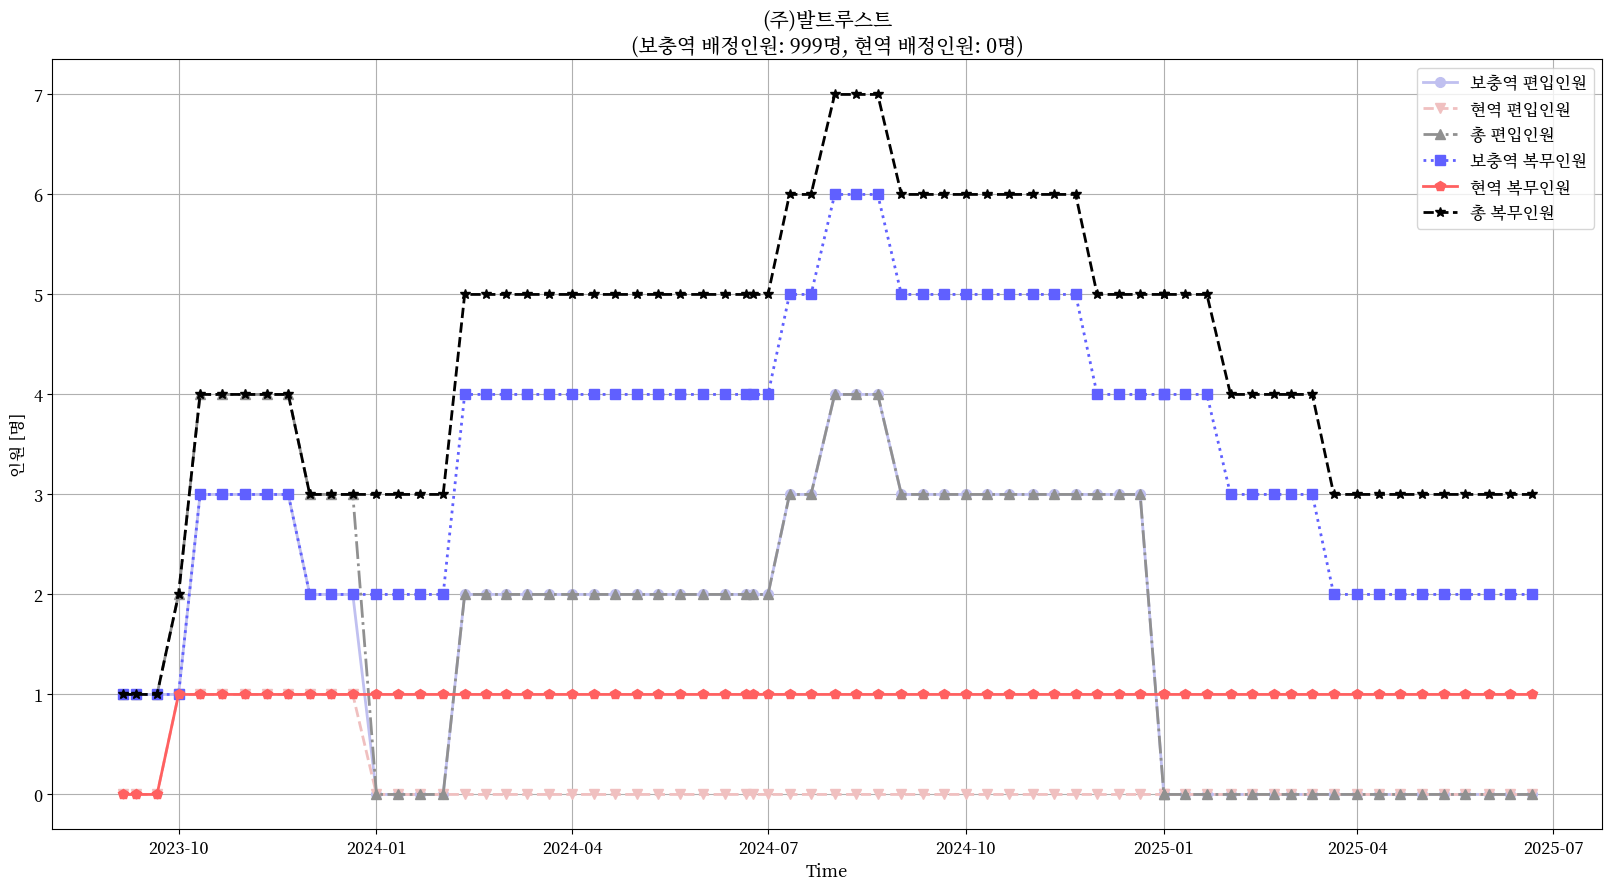 (주)발트루스트
(보충역 배정인원: 999명, 현역 배정인원: 0명)
보충역 편입인원
현역 편입인원
총 편입인원
보충역 복무인원
현역 복무인원
총 복무인원
인원 [명]
7
6
5
4
3
2
1
0
2023-10
2024-01
2024-04
2024-07
2024-10
2025-01
2025-04
2025-07
Time